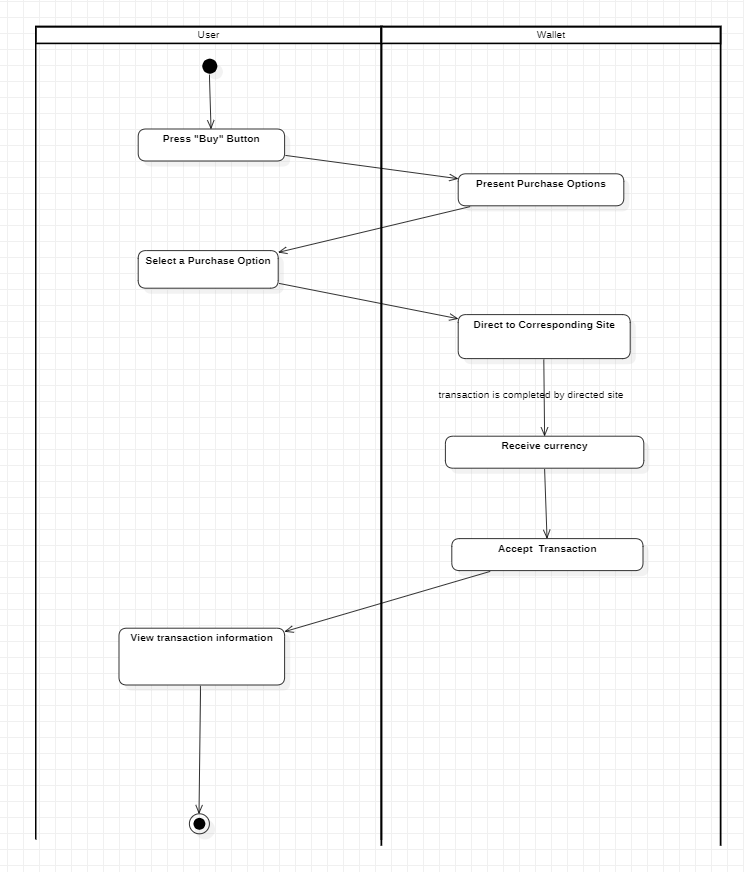 User
Wallet
Press "Buy" Button
Present Purchase Options
Select a Purchase Option
Direct to Corresponding Site
transaction is completed by directed site
Receive currency
Accept  Transaction
View transaction information